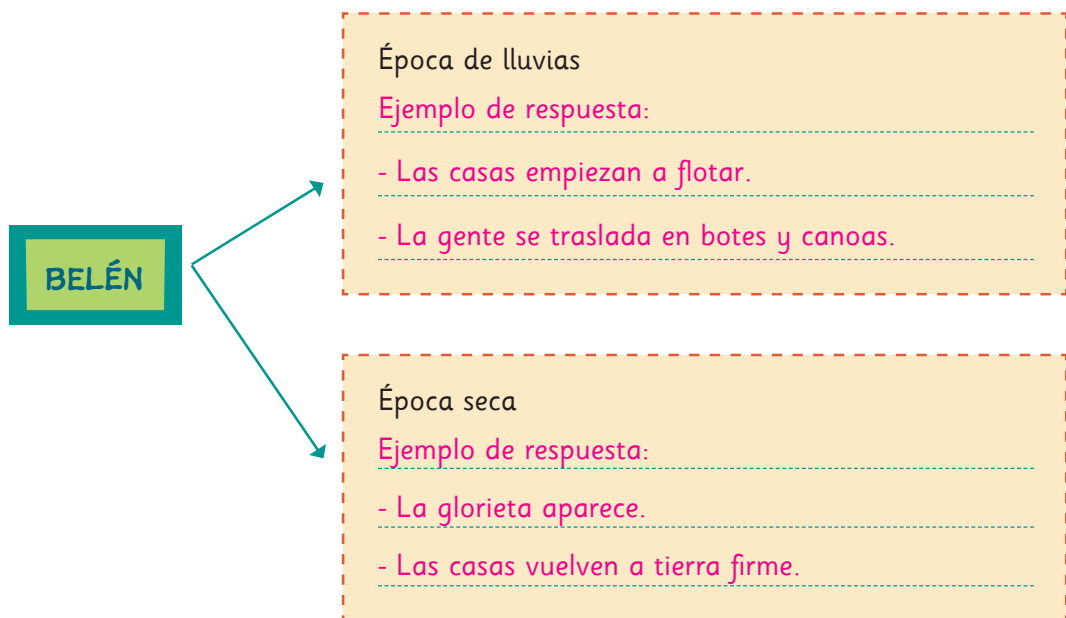 BELÉN
Época de lluvias
Ejemplo de respuesta:
- Las casas empiezan a flotar.
- La gente se traslada en botes y canoas.
Época seca
Ejemplo de respuesta:
- La glorieta aparece.
- Las casas vuelven a tierra firme.